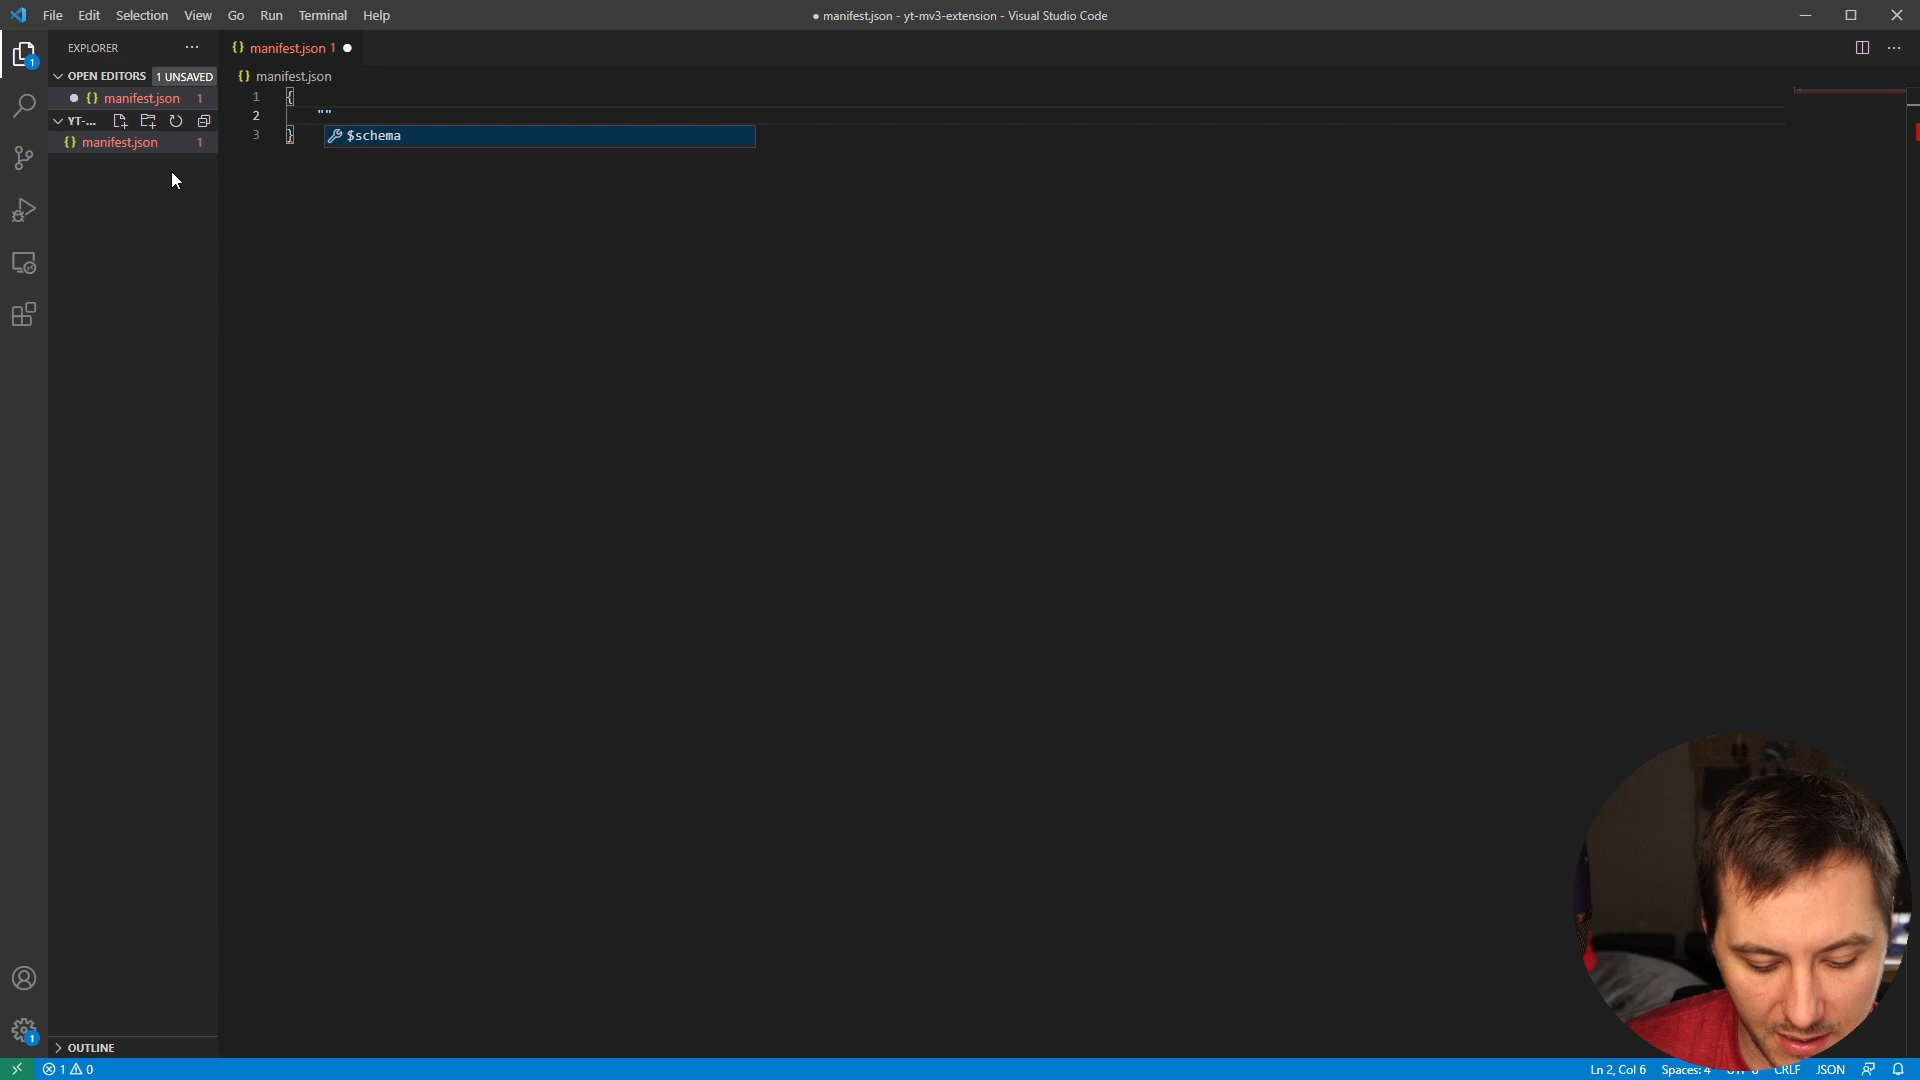 File Edit Selection View Go Run Terminal Help
● manifest.json - yt-mv3-extension - Visual Studio Code
EXPLORER ···
{} manifest.json 1 ●
OPEN EDITORS 1 UNSAVED
● {} manifest.json 1
YT-...
{} manifest.json 1
{} manifest.json
1 {
2 ""
3 }
$schema
1
1
OUTLINE
1 0
Ln 2, Col 6 Spaces: 4 CRLF JSON